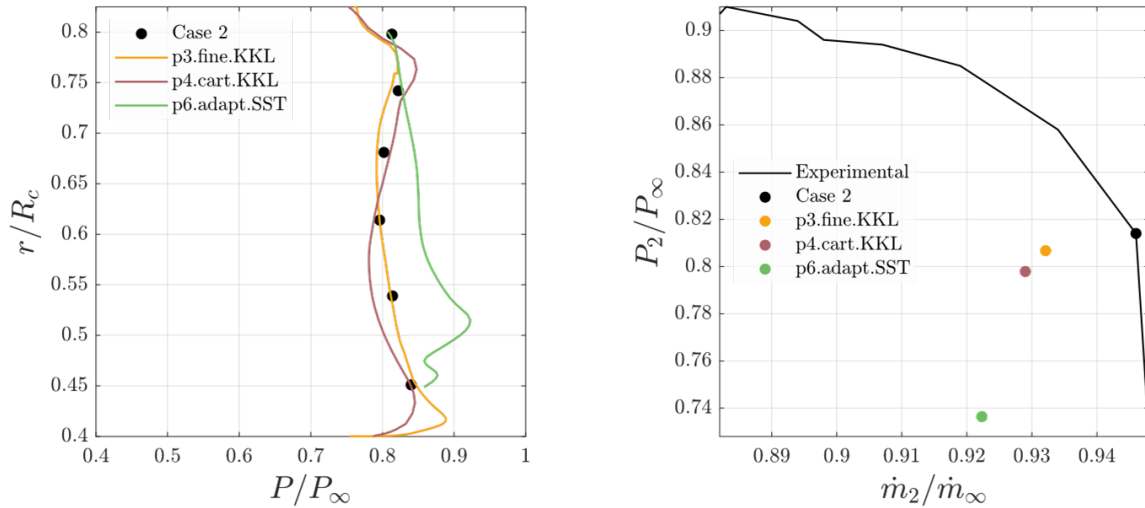 0.8
0.75
0.7
0.65
0.6
0.55
0.5
0.45
0.4
r/R_c
Case 2
p3.fine.KKL
p4.cart.KKL
p6.adapt.SST
0.4 0.5 0.6 0.7 0.8 0.9 1
P/P_∞
0.9
0.88
0.86
0.84
0.82
0.8
0.78
0.76
0.74
P_2/P_∞
Experimental
Case 2
p3.fine.KKL
p4.cart.KKL
p6.adapt.SST
0.89 0.9 0.91 0.92 0.93 0.94
ṁ_2/ṁ_∞